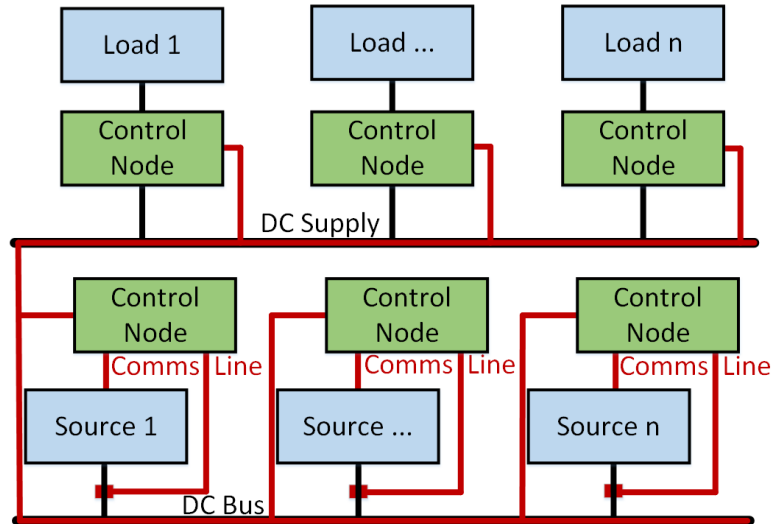 Load 1
Load ...
Load n
Control
Node
Control
Node
Control
Node
DC Supply
Control
Node
Control
Node
Control
Node
Comms Line
Comms Line
Comms Line
Source 1
Source ...
Source n
DC Bus